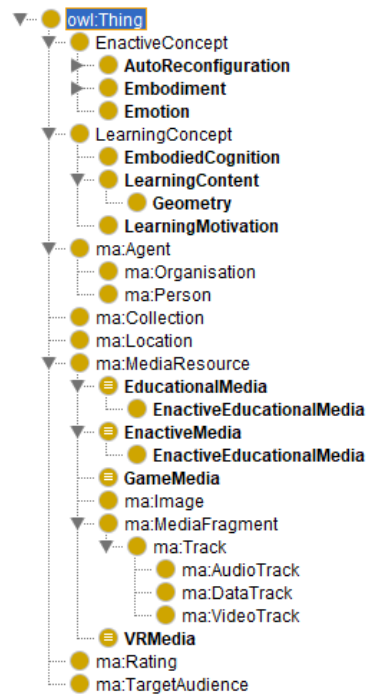 owl:Thing
EnactiveConcept
AutoReconfiguration
Embodiment
Emotion
LearningConcept
EmbodiedCognition
LearningContent
Geometry
LearningMotivation
ma:Agent
ma:Organisation
ma:Person
ma:Collection
ma:Location
ma:MediaResource
EducationalMedia
EnactiveEducationalMedia
EnactiveMedia
EnactiveEducationalMedia
GameMedia
ma:Image
ma:MediaFragment
ma:Track
ma:AudioTrack
ma:DataTrack
ma:VideoTrack
VRMedia
ma:Rating
ma:TargetAudience